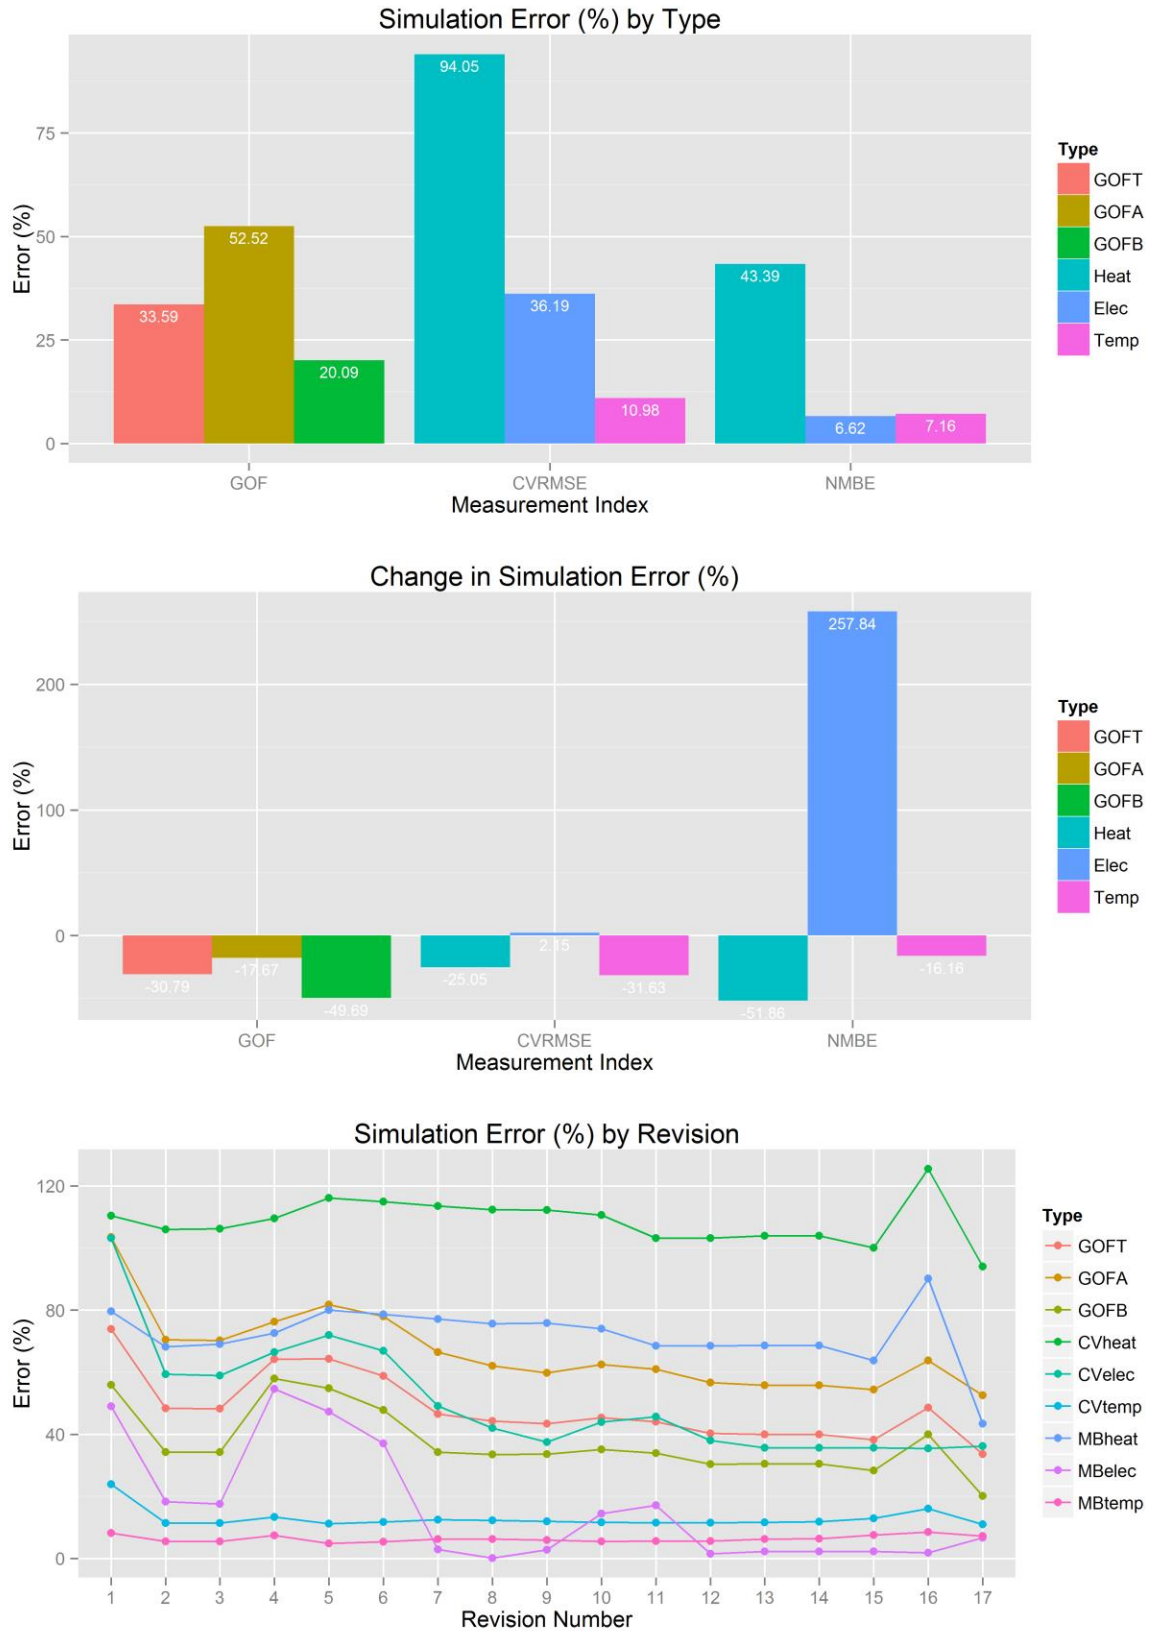 Simulation Error (%) by Type
Error (%)
75
50
25
0
33.59
52.52
20.09
94.05
36.19
10.98
43.39
6.62
7.16
GOF
CVRMSE
NMBE
Measurement Index
Type
GOFT
GOFA
GOFB
Heat
Elec
Temp
Change in Simulation Error (%)
Error (%)
200
100
0
-30.79
-17.67
-49.69
-25.05
2.15
-31.63
-51.86
257.84
-16.16
GOF
CVRMSE
NMBE
Measurement Index
Type
GOFT
GOFA
GOFB
Heat
Elec
Temp
Simulation Error (%) by Revision
Error (%)
120
80
40
0
1 2 3 4 5 6 7 8 9 10 11 12 13 14 15 16 17
Revision Number
Type
GOFT
GOFA
GOFB
CVheat
CVelec
CVtemp
MBheat
MBelec
MBtemp